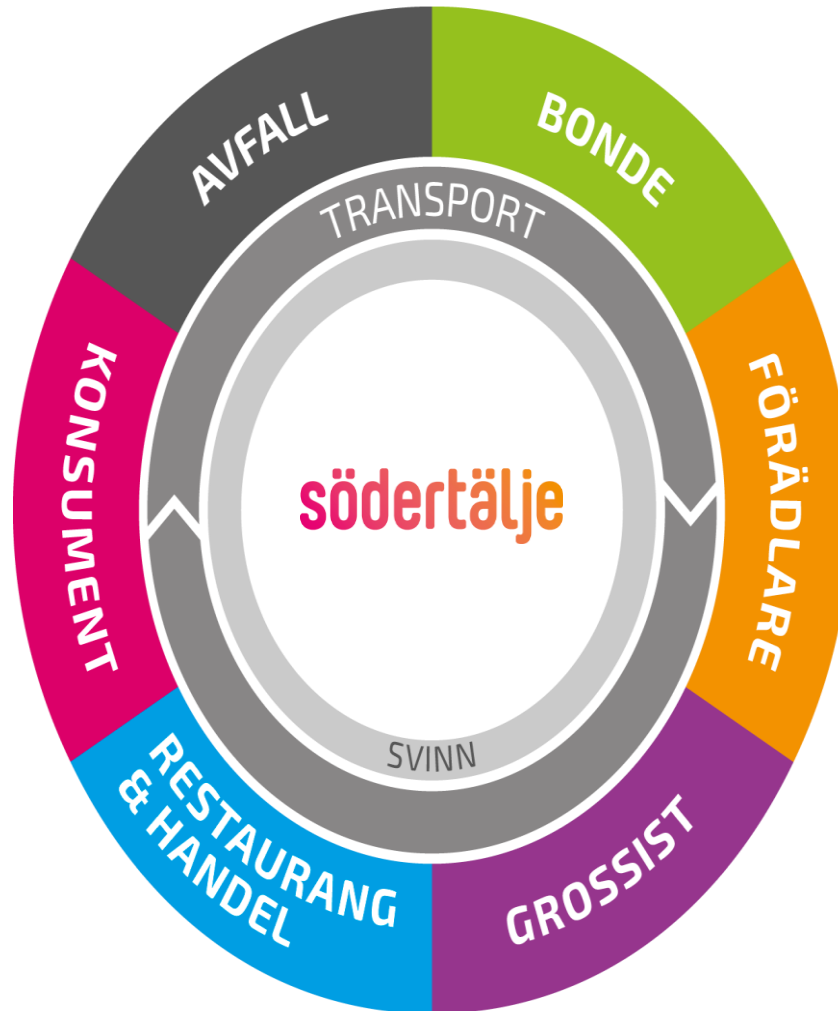 AVFALL
BONDE
TRANSPORT
KONSUMENT
FÖRÄDLARE
södertälje
SVINN
RESTAURANG
& HANDEL
GROSSIST